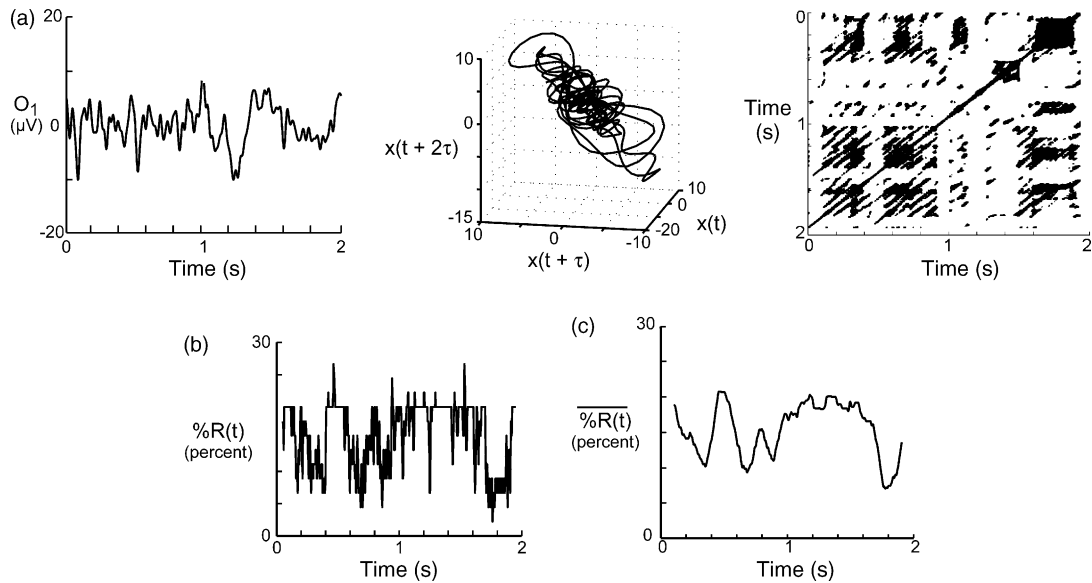 (a)
20
O1
(µV)
0
-20
0
1
2
Time (s)
10
0
x(t + 2τ)
-15
10
0
-10
x(t + τ)
10
0
-20
x(t)
0
Time
(s)
1
2
0
1
2
Time (s)
(b)
30
%R(t)
(percent)
0
0
1
2
Time (s)
(c)
30
%R(t)
(percent)
0
0
1
2
Time (s)